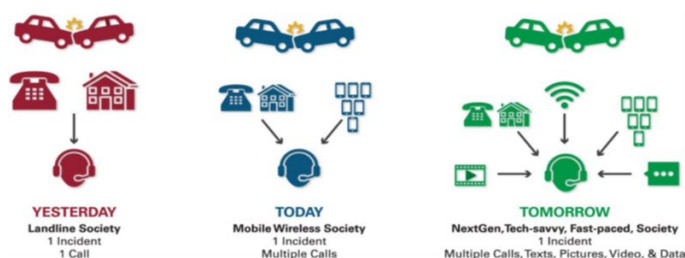 YESTERDAY
Landline Society
1 Incident
1 Call
TODAY
Mobile Wireless Society
1 Incident
Multiple Calls
TOMORROW
NextGen,Tech-savvy, Fast-paced, Society
1 Incident
Multiple Calls, Texts, Pictures, Video, & Data